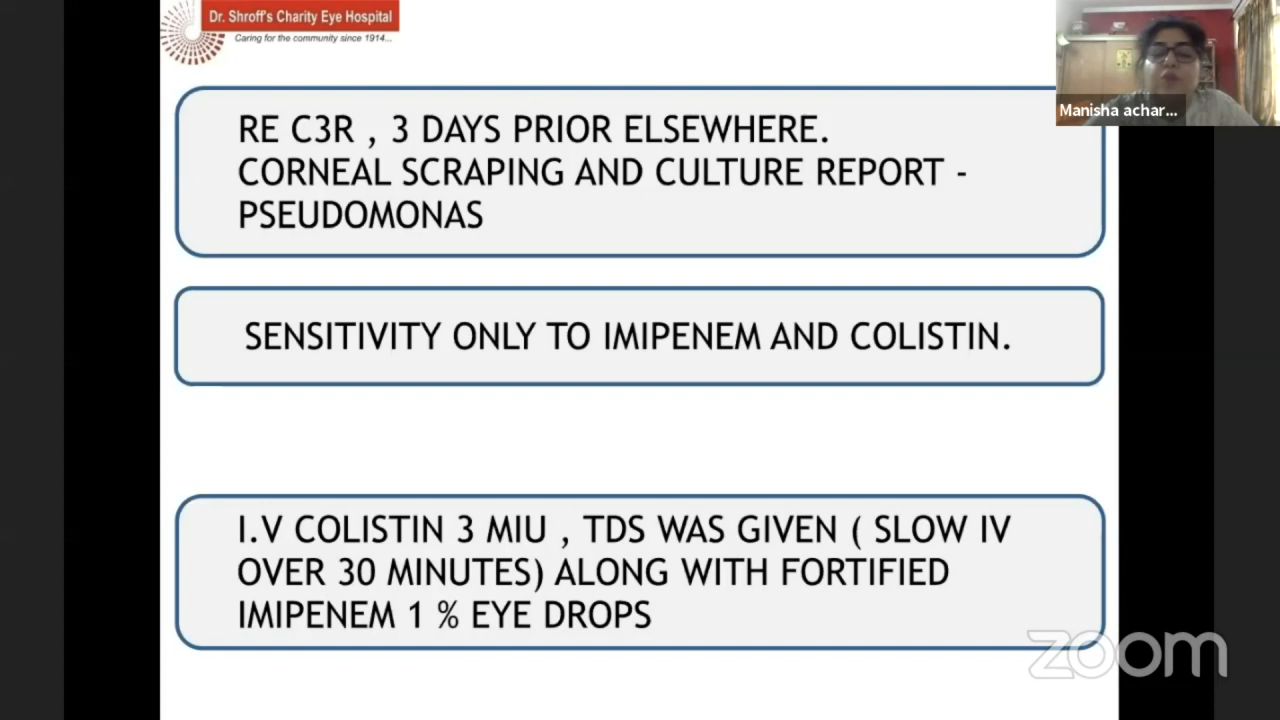 Dr. Shroff's Charity Eye Hospital
Caring for the community since 1914...
Manisha achar...
RE C3R , 3 DAYS PRIOR ELSEWHERE.
CORNEAL SCRAPING AND CULTURE REPORT -
PSEUDOMONAS
SENSITIVITY ONLY TO IMIPENEM AND COLISTIN.
I.V COLISTIN 3 MIU , TDS WAS GIVEN ( SLOW IV
OVER 30 MINUTES) ALONG WITH FORTIFIED
IMIPENEM 1 % EYE DROPS
zoom